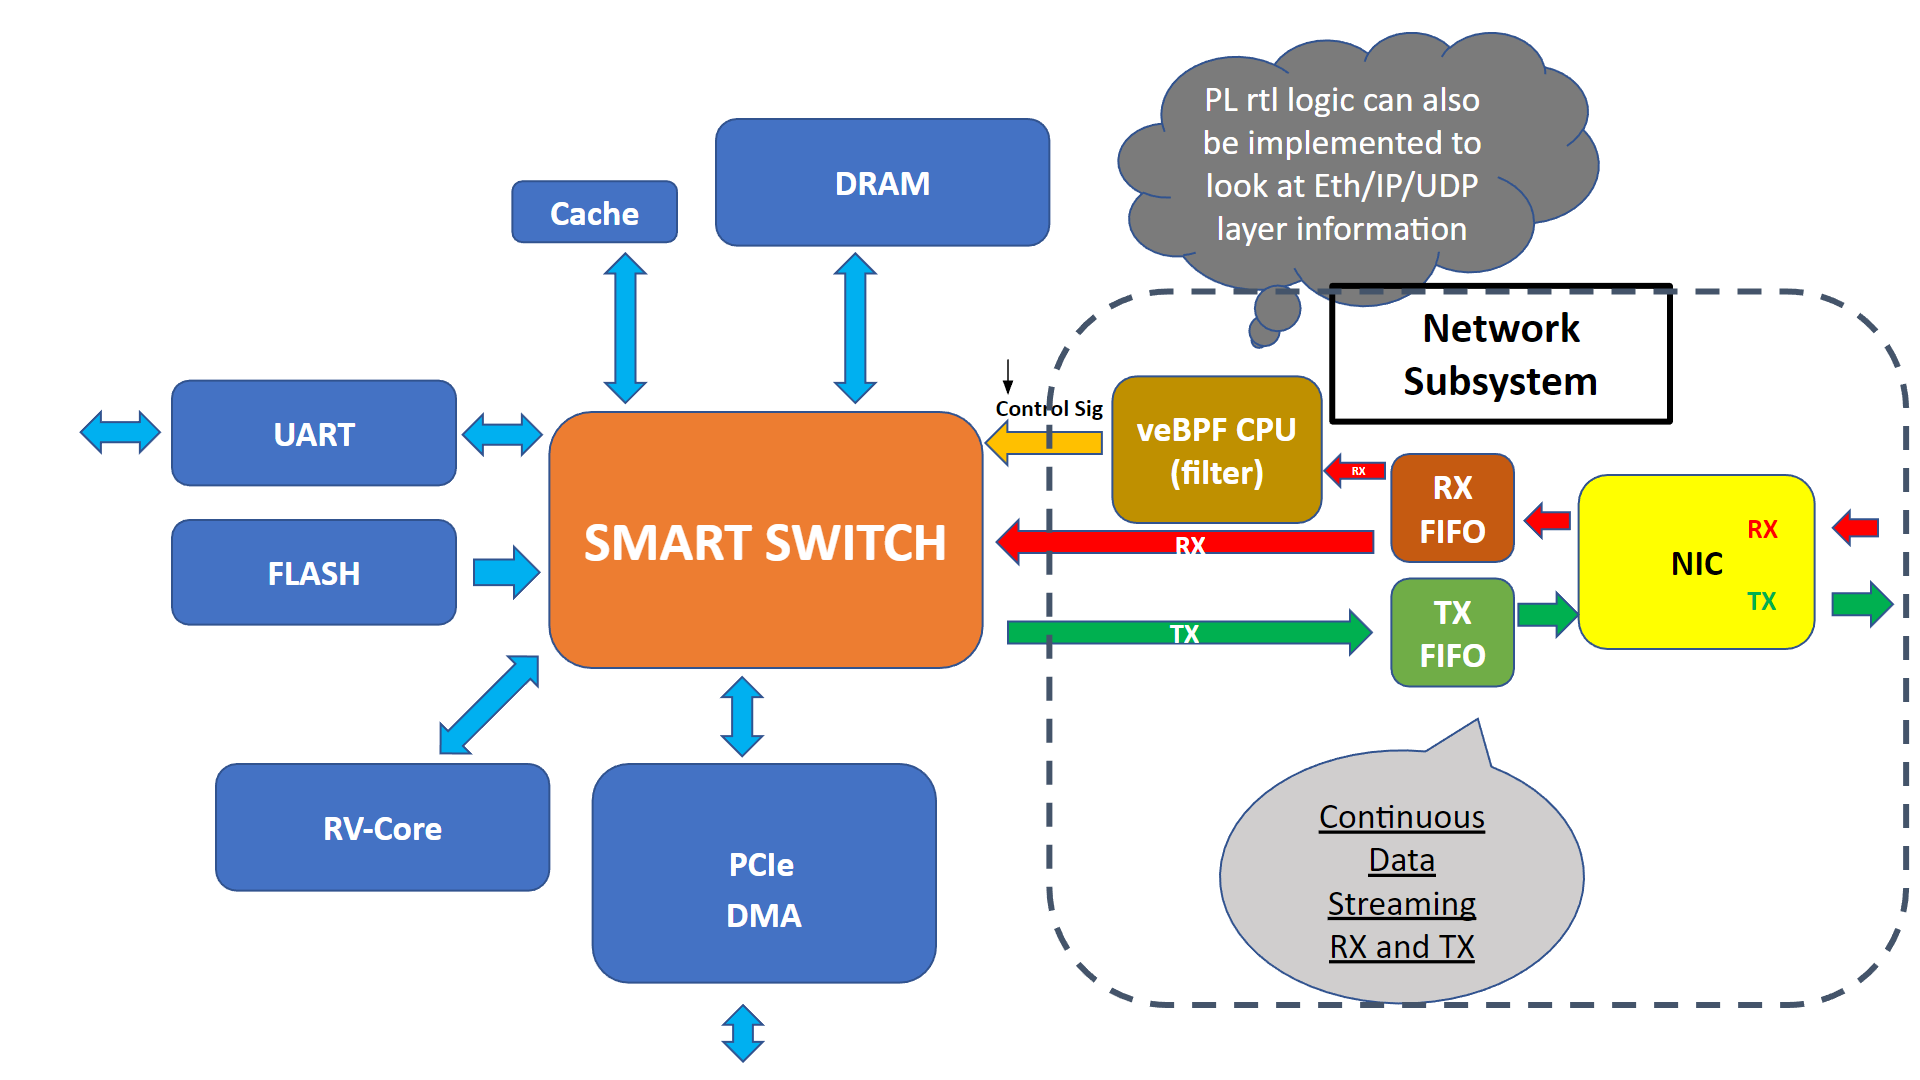 PL rtl logic can also
be implemented to
look at Eth/IP/UDP
layer information
DRAM
Cache
Network
Subsystem
Control Sig
UART
veBPF CPU
(filter)
RX
RX
FIFO
SMART SWITCH
RX
NIC
RX
TX
FLASH
TX
TX
FIFO
RV-Core
PCIe
DMA
Continuous
Data
Streaming
RX and TX